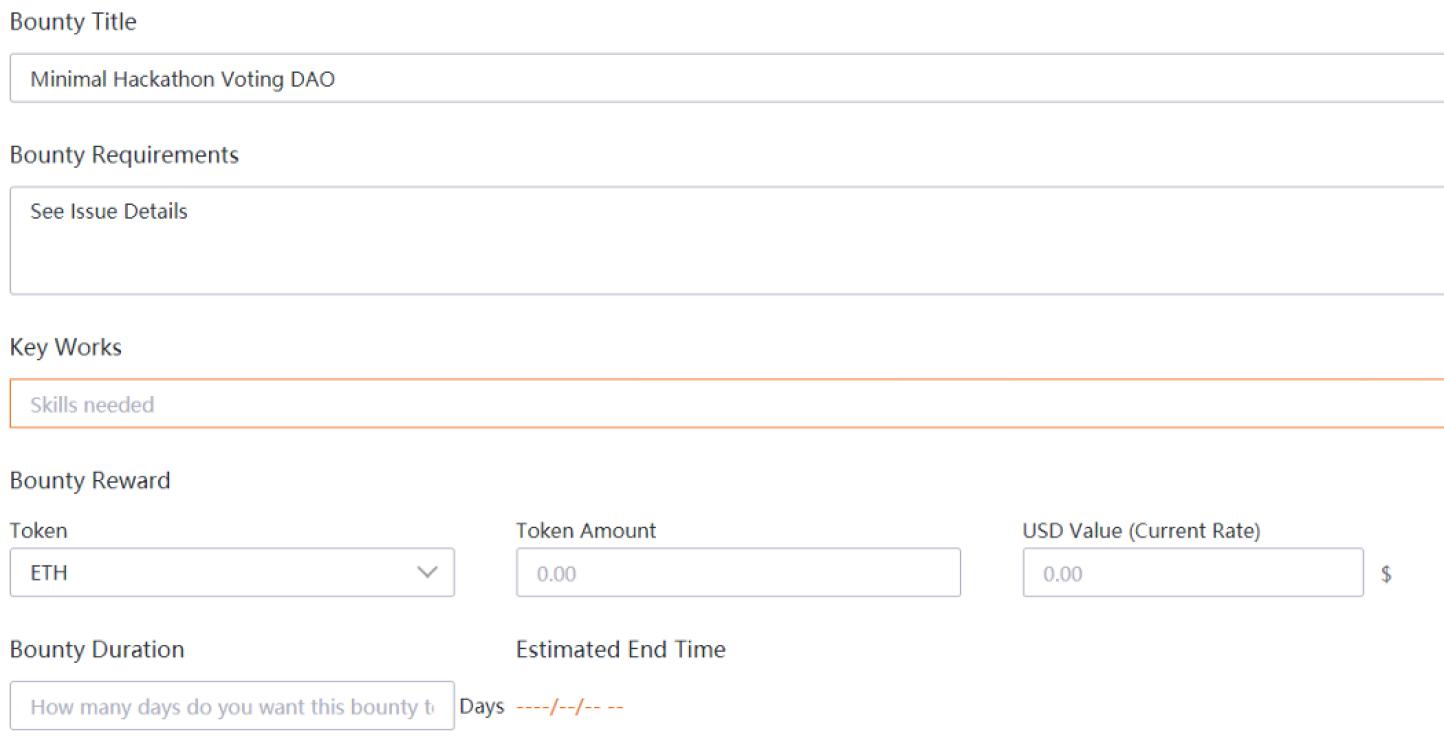 Bounty Title
Minimal Hackathon Voting DAO
Bounty Requirements
See Issue Details
Key Works
Skills needed
Bounty Reward
Token Token Amount USD Value (Current Rate)
ETH 0.00 0.00 $
Bounty Duration Estimated End Time
How many days do you want this bounty Days ----/--/-- --